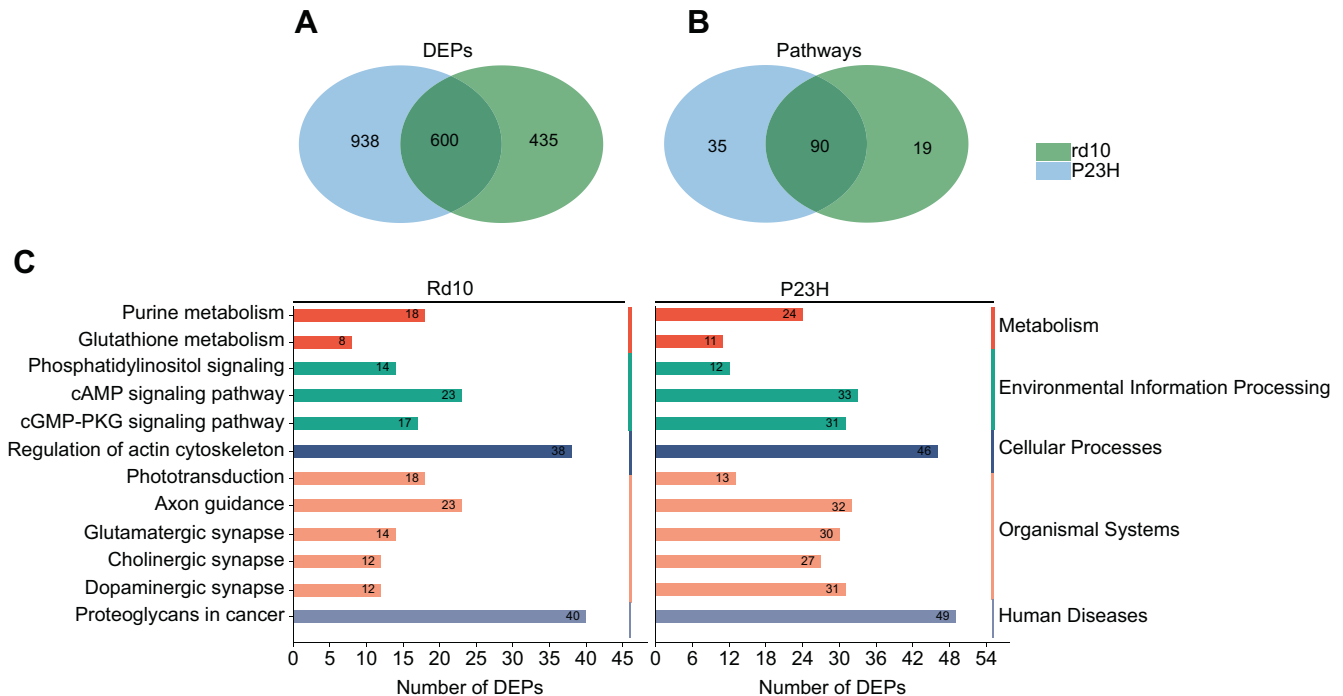 A
B
DEPs
Pathways
938
600
435
35
90
19
rd10
P23H
C
Rd10
P23H
Purine metabolism
18
24
Metabolism
Glutathione metabolism
8
11
Phosphatidylinositol signaling
14
12
cAMP signaling pathway
23
33
Environmental Information Processing
cGMP-PKG signaling pathway
17
31
Regulation of actin cytoskeleton
38
46
Cellular Processes
Phototransduction
18
13
Axon guidance
23
32
Glutamatergic synapse
14
30
Organismal Systems
Cholinergic synapse
12
27
Dopaminergic synapse
12
31
Proteoglycans in cancer
40
49
Human Diseases
0 5 10 15 20 25 30 35 40 45
0 6 12 18 24 30 36 42 48 54
Number of DEPs
Number of DEPs